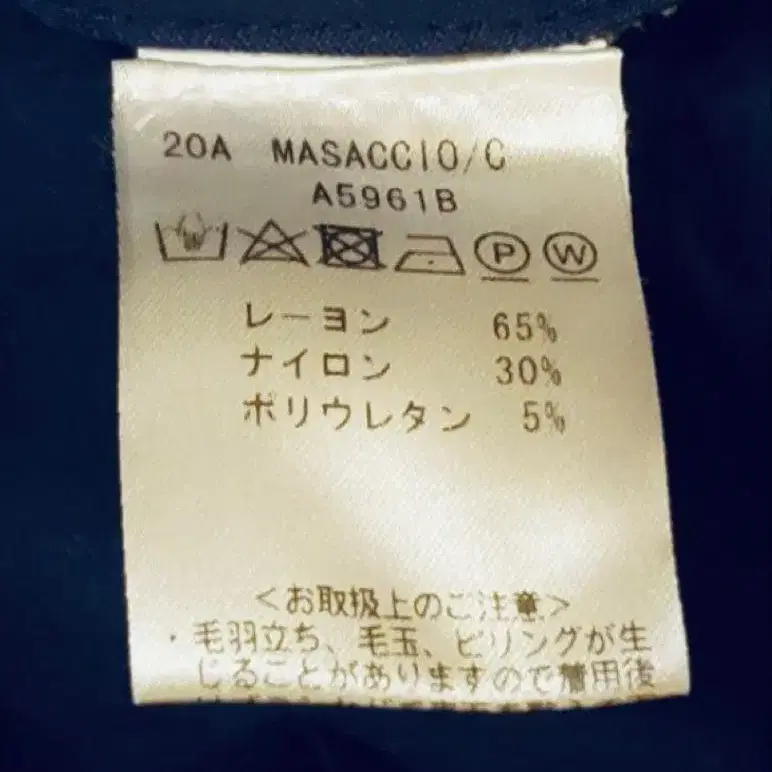 20A MASACCIO/C
A5961B
P W
レーヨン 65%
ナイロン 30%
ポリウレタン 5%
<お取扱上のご注意>
・毛羽立ち、毛玉、ピリングが生
じることがありますので着用後